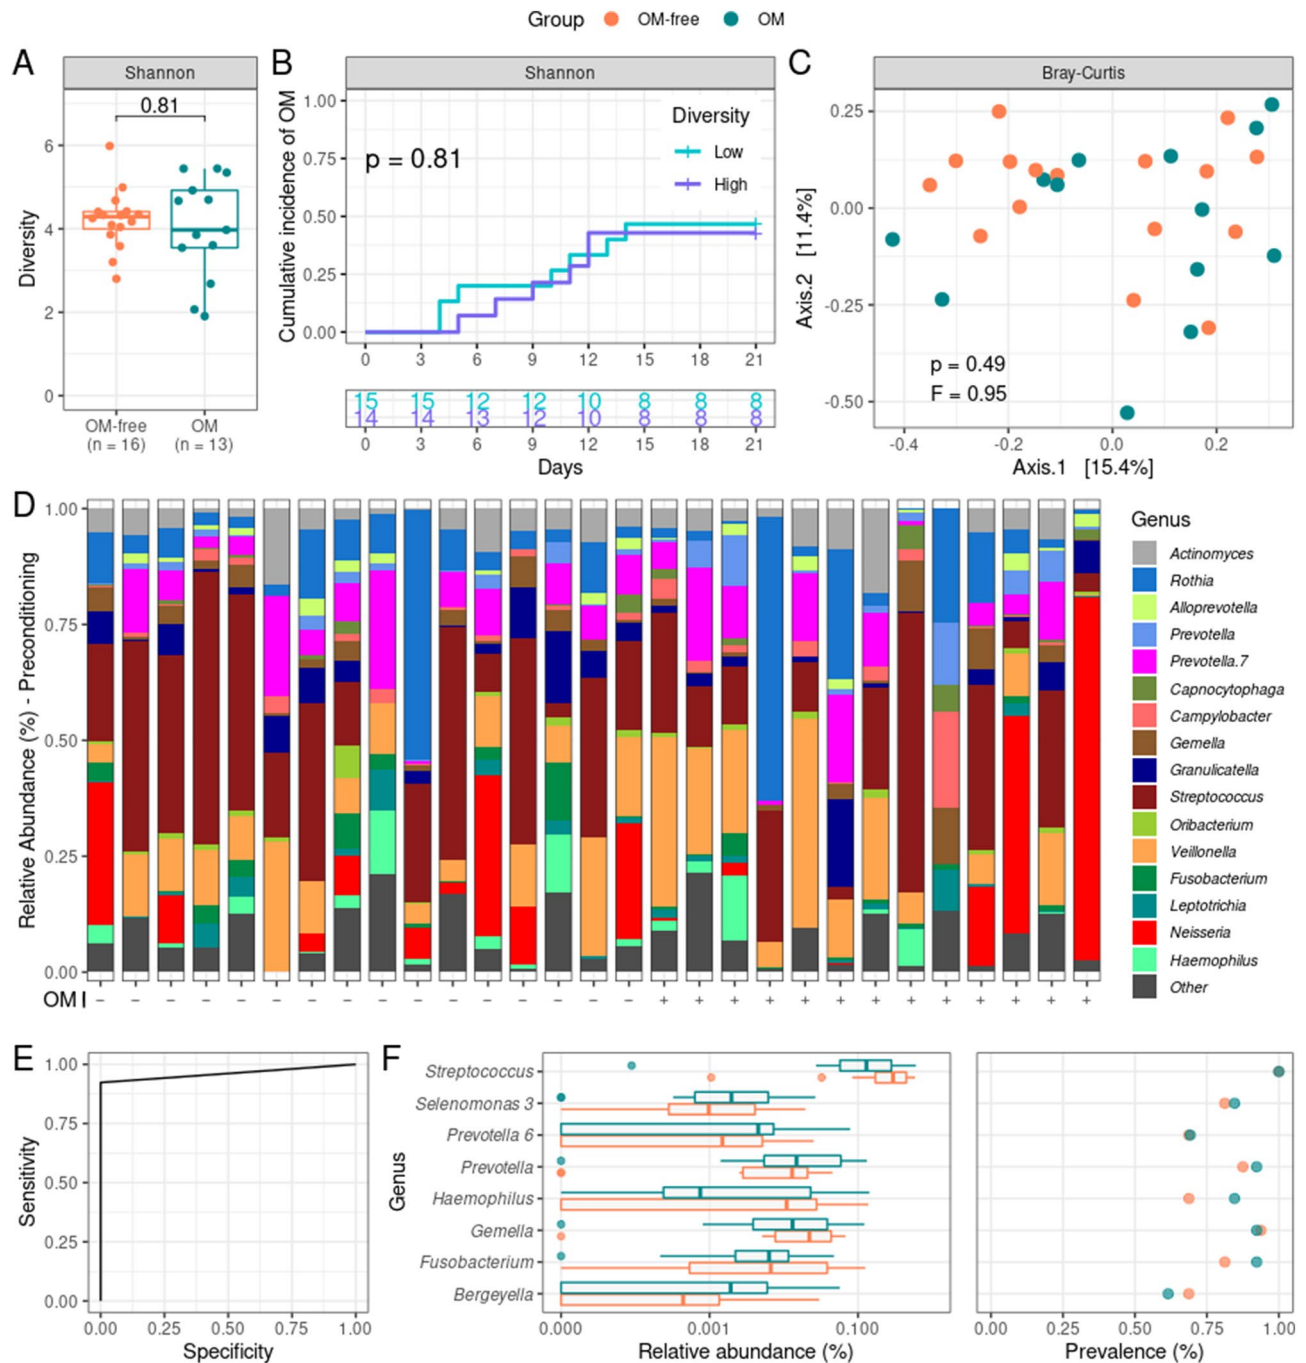 Group OM-free OM
A
Shannon
0.81
6
4
2
0
Diversity
OM-free
(n = 16)
OM
(n = 13)
B
Shannon
1.00
0.75
0.50
0.25
0.00
Cumulative incidence of OM
p = 0.81
Diversity
Low
High
0 3 6 9 12 15 18 21
15 15 12 12 10 8 8 8
14 14 13 12 10 8 8 8
0 3 6 9 12 15 18 21
Days
C
Bray-Curtis
0.25
0.00
-0.25
-0.50
Axis.2 [11.4%]
p = 0.49
F = 0.95
-0.4 -0.2 0.0 0.2
Axis.1 [15.4%]
D
1.00
0.75
0.50
0.25
0.00
Relative Abundance (%) - Preconditioning
OM I - - - - - - - - - - - - - - - - + + + + + + + + + + + + +
Genus
Actinomyces
Rothia
Alloprevotella
Prevotella
Prevotella.7
Capnocytophaga
Campylobacter
Gemella
Granulicatella
Streptococcus
Oribacterium
Veillonella
Fusobacterium
Leptotrichia
Neisseria
Haemophilus
Other
E
1.00
0.75
0.50
0.25
0.00
Sensitivity
0.00 0.25 0.50 0.75 1.00
Specificity
F
Genus
Streptococcus
Selenomonas 3
Prevotella 6
Prevotella
Haemophilus
Gemella
Fusobacterium
Bergeyella
0.000 0.001 0.100
Relative abundance (%)
0.00 0.25 0.50 0.75 1.00
Prevalence (%)